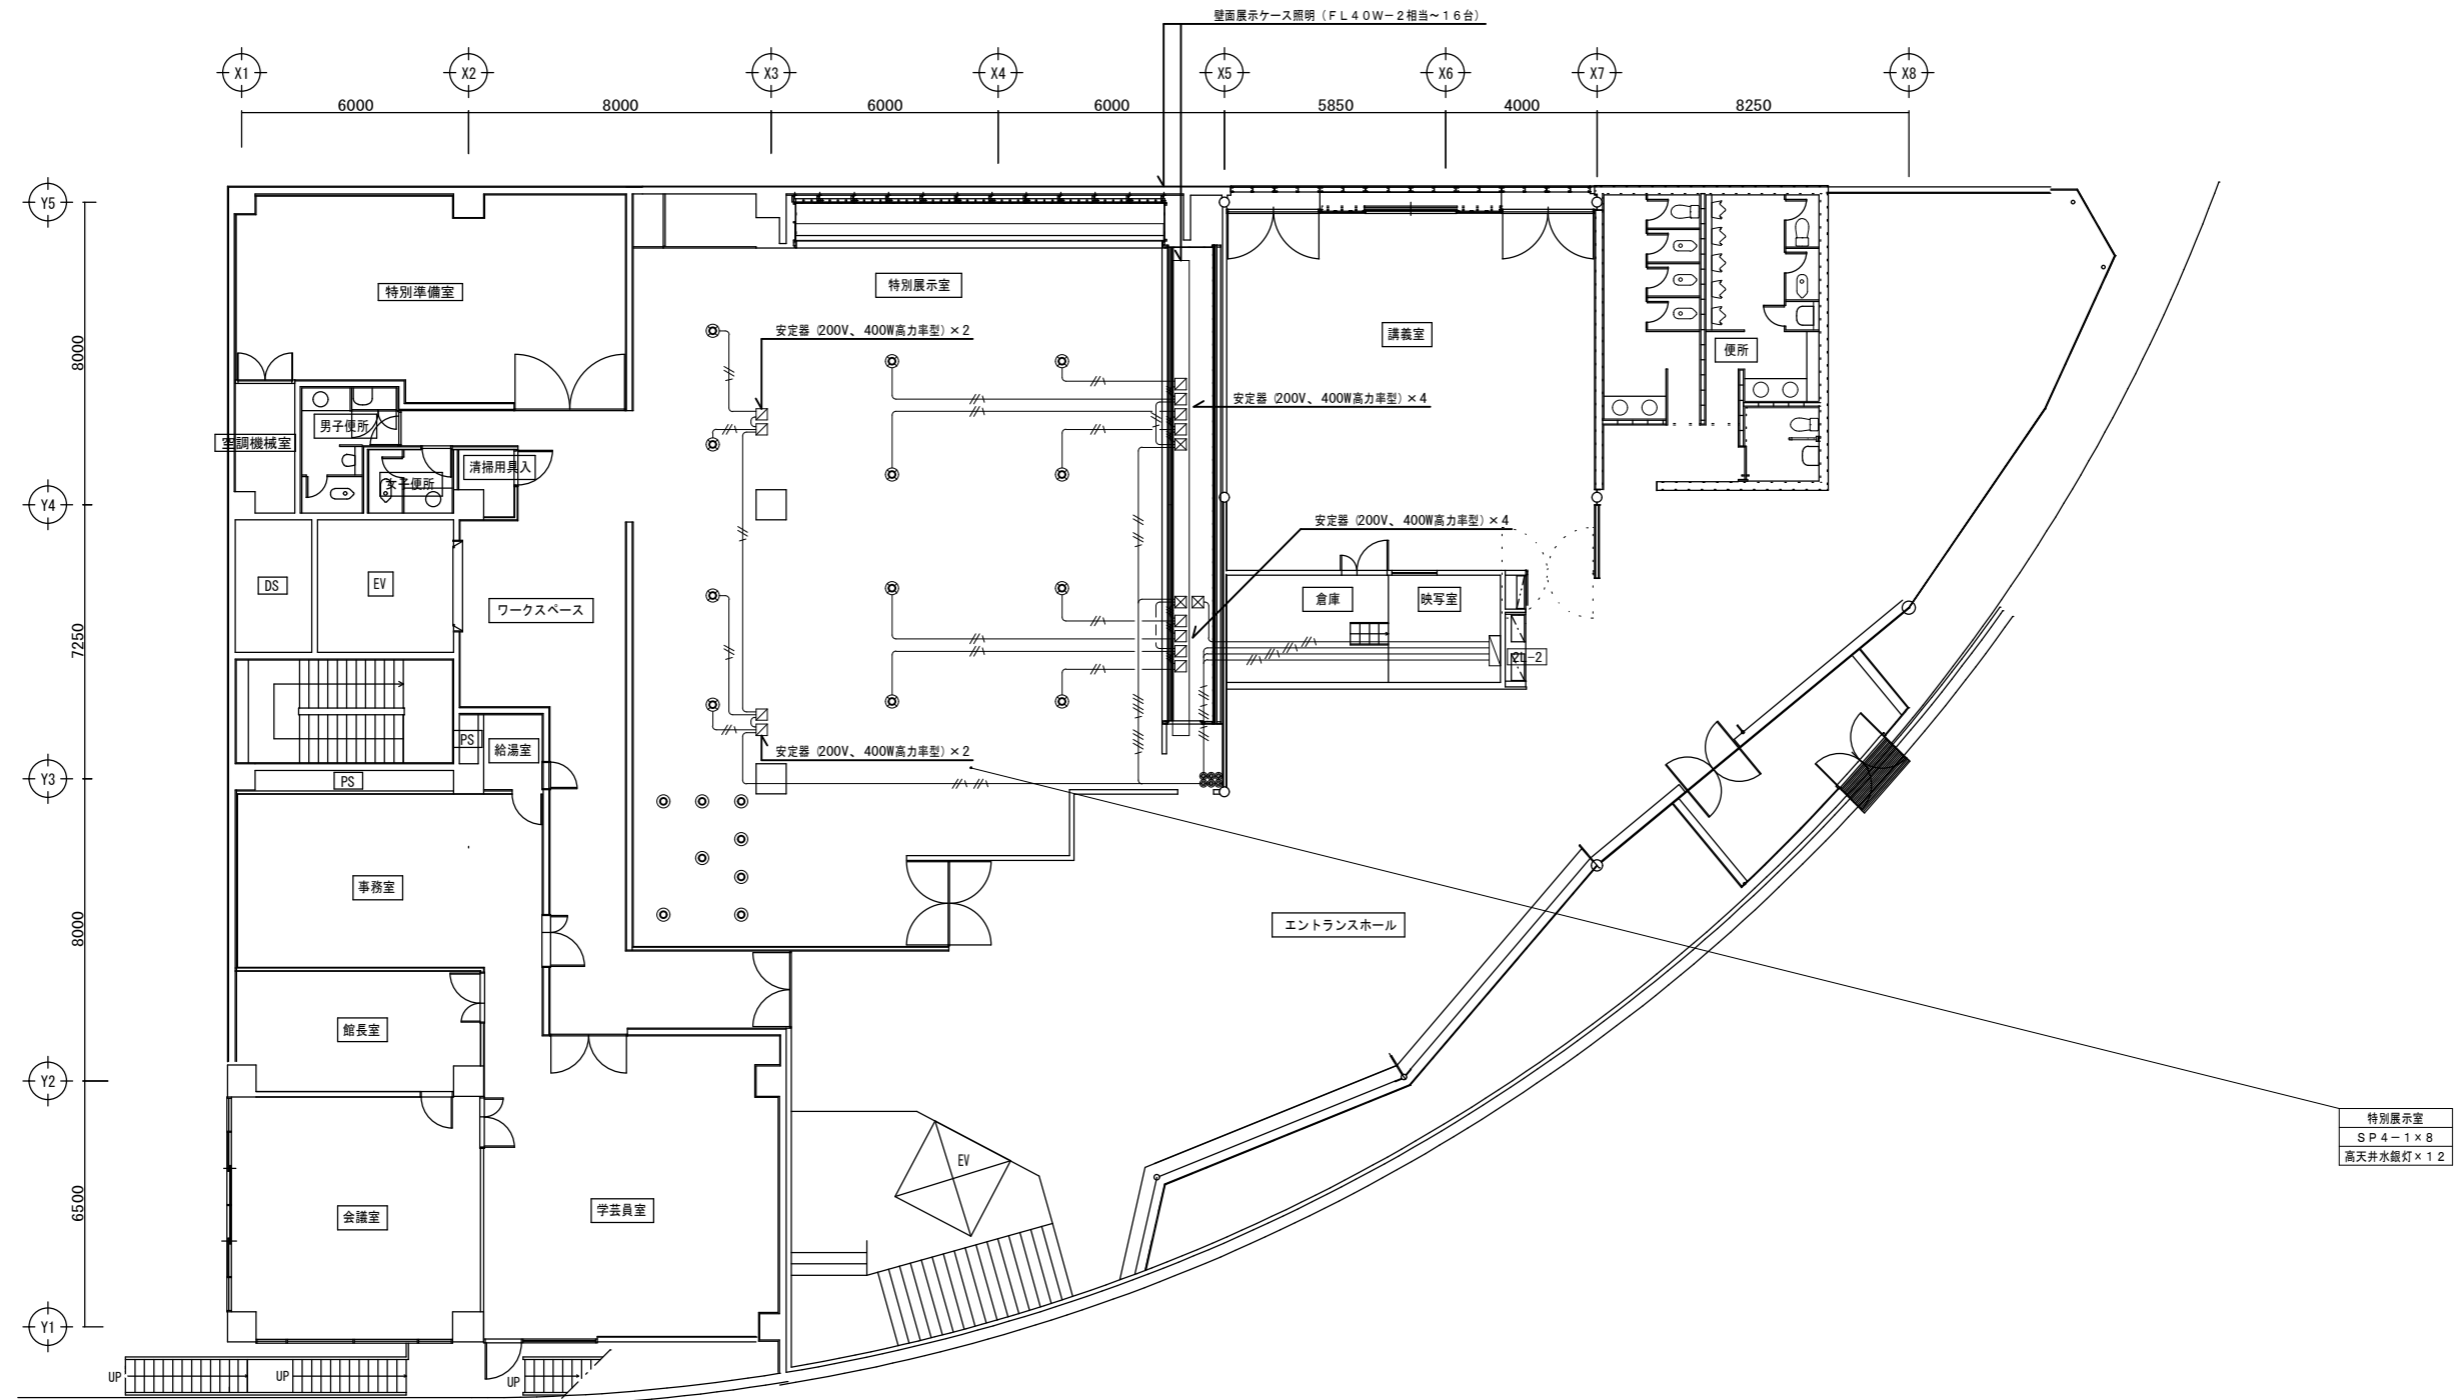 壁面展示ケース照明（ＦＬ４０Ｗ－２相当～１６台）
X1
X2
X3
X4
X5
X6
X7
X8
6000
8000
6000
6000
5850
4000
8250
Y5
特別準備室
特別展示室
安定器（200V、400W高力率型）×２
講義室
便所
8000
安定器（200V、400W高力率型）×４
男子便所
空調機械室
清掃用具入
女子便所
Y4
安定器（200V、400W高力率型）×４
DS
EV
ワークスペース
倉庫
映写室
7250
2L-2
PS
給湯室
安定器（200V、400W高力率型）×２
Y3
PS
事務室
8000
エントランスホール
館長室
Y2
特別展示室
ＳＰ４－１×８
高天井水銀灯×１２
EV
6500
会議室
学芸員室
Y1
UP
UP
UP